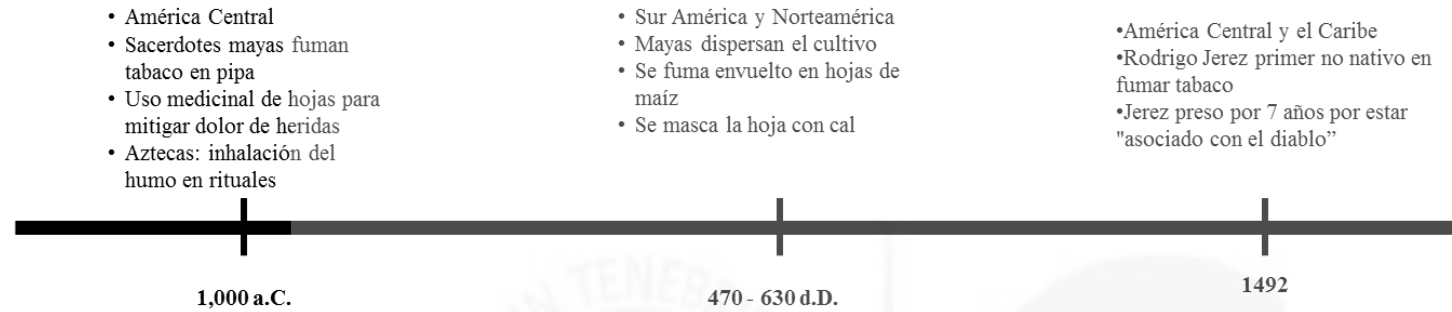 • América Central
• Sacerdotes mayas fuman
tabaco en pipa
• Uso medicinal de hojas para
mitigar dolor de heridas
• Aztecas: inhalación del
humo en rituales
1,000 a.C.
• Sur América y Norteamérica
• Mayas dispersan el cultivo
• Se fuma envuelto en hojas de
maíz
• Se masca la hoja con cal
470 - 630 d.D.
•América Central y el Caribe
•Rodrigo Jerez primer no nativo en
fumar tabaco
•Jerez preso por 7 años por estar
"asociado con el diablo”
1492